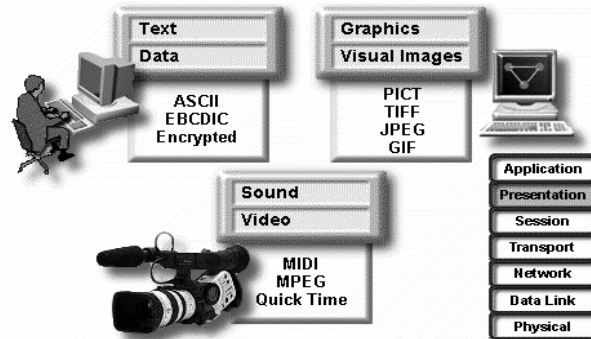 Text
Data
ASCII
EBCDIC
Encrypted
Graphics
Visual Images
PICT
TIFF
JPEG
GIF
Sound
Video
MIDI
MPEG
Quick Time
Application
Presentation
Session
Transport
Network
Data Link
Physical